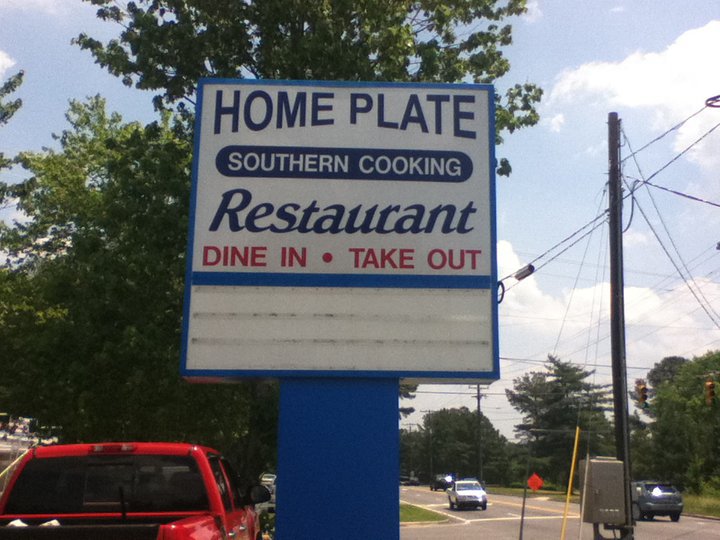 HOME PLATE
SOUTHERN COOKING
Restaurant
DINE IN • TAKE OUT